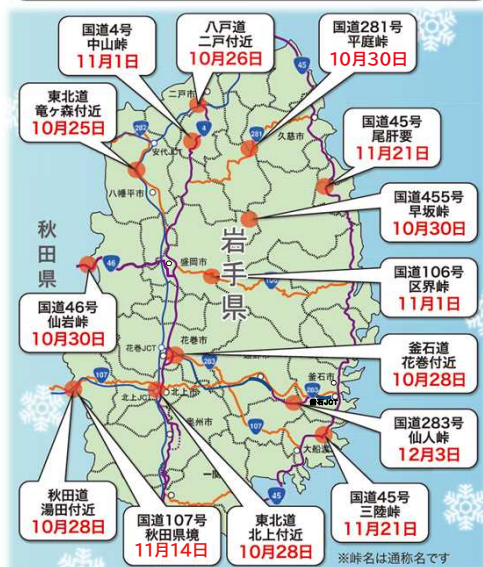 国道4号
中山峠
11月1日
八戸道
二戸付近
10月26日
国道281号
平庭峠
10月30日
45
東北道
竜ヶ森付近
10月25日
二戸市
282
4
安代JCT
281
久慈市
国道45号
尾肝要
11月21日
八幡平市
国道455号
早坂峠
10月30日
秋田県
岩手県
46
盛岡市
国道106号
区界峠
11月1日
国道46号
仙岩峠
10月30日
花巻JCT
花巻市
283
釜石道
花巻付近
10月28日
107
釜石市
283
釜石JCT
北上JCT
北上市
国道283号
仙人峠
12月3日
奥州市
107
大船渡
一関
45
秋田道
湯田付近
10月28日
国道107号
秋田県境
11月14日
東北道
北上付近
10月28日
国道45号
三陸峠
11月21日
※峠名は通称名です